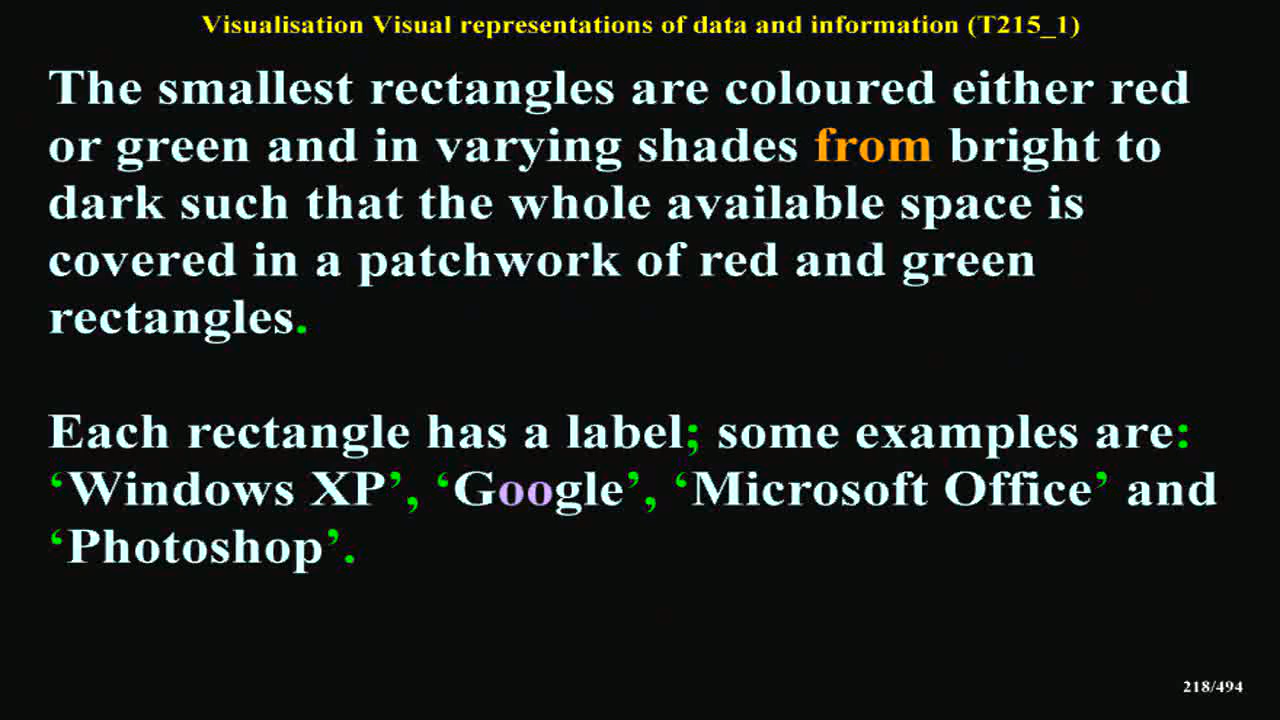 Visualisation Visual representations of data and information (T215_1)
The smallest rectangles are coloured either red
or green and in varying shades from bright to
dark such that the whole available space is
covered in a patchwork of red and green
rectangles.
Each rectangle has a label; some examples are:
‘Windows XP’, ‘Google’, ‘Microsoft Office’ and
‘Photoshop’.
218/494